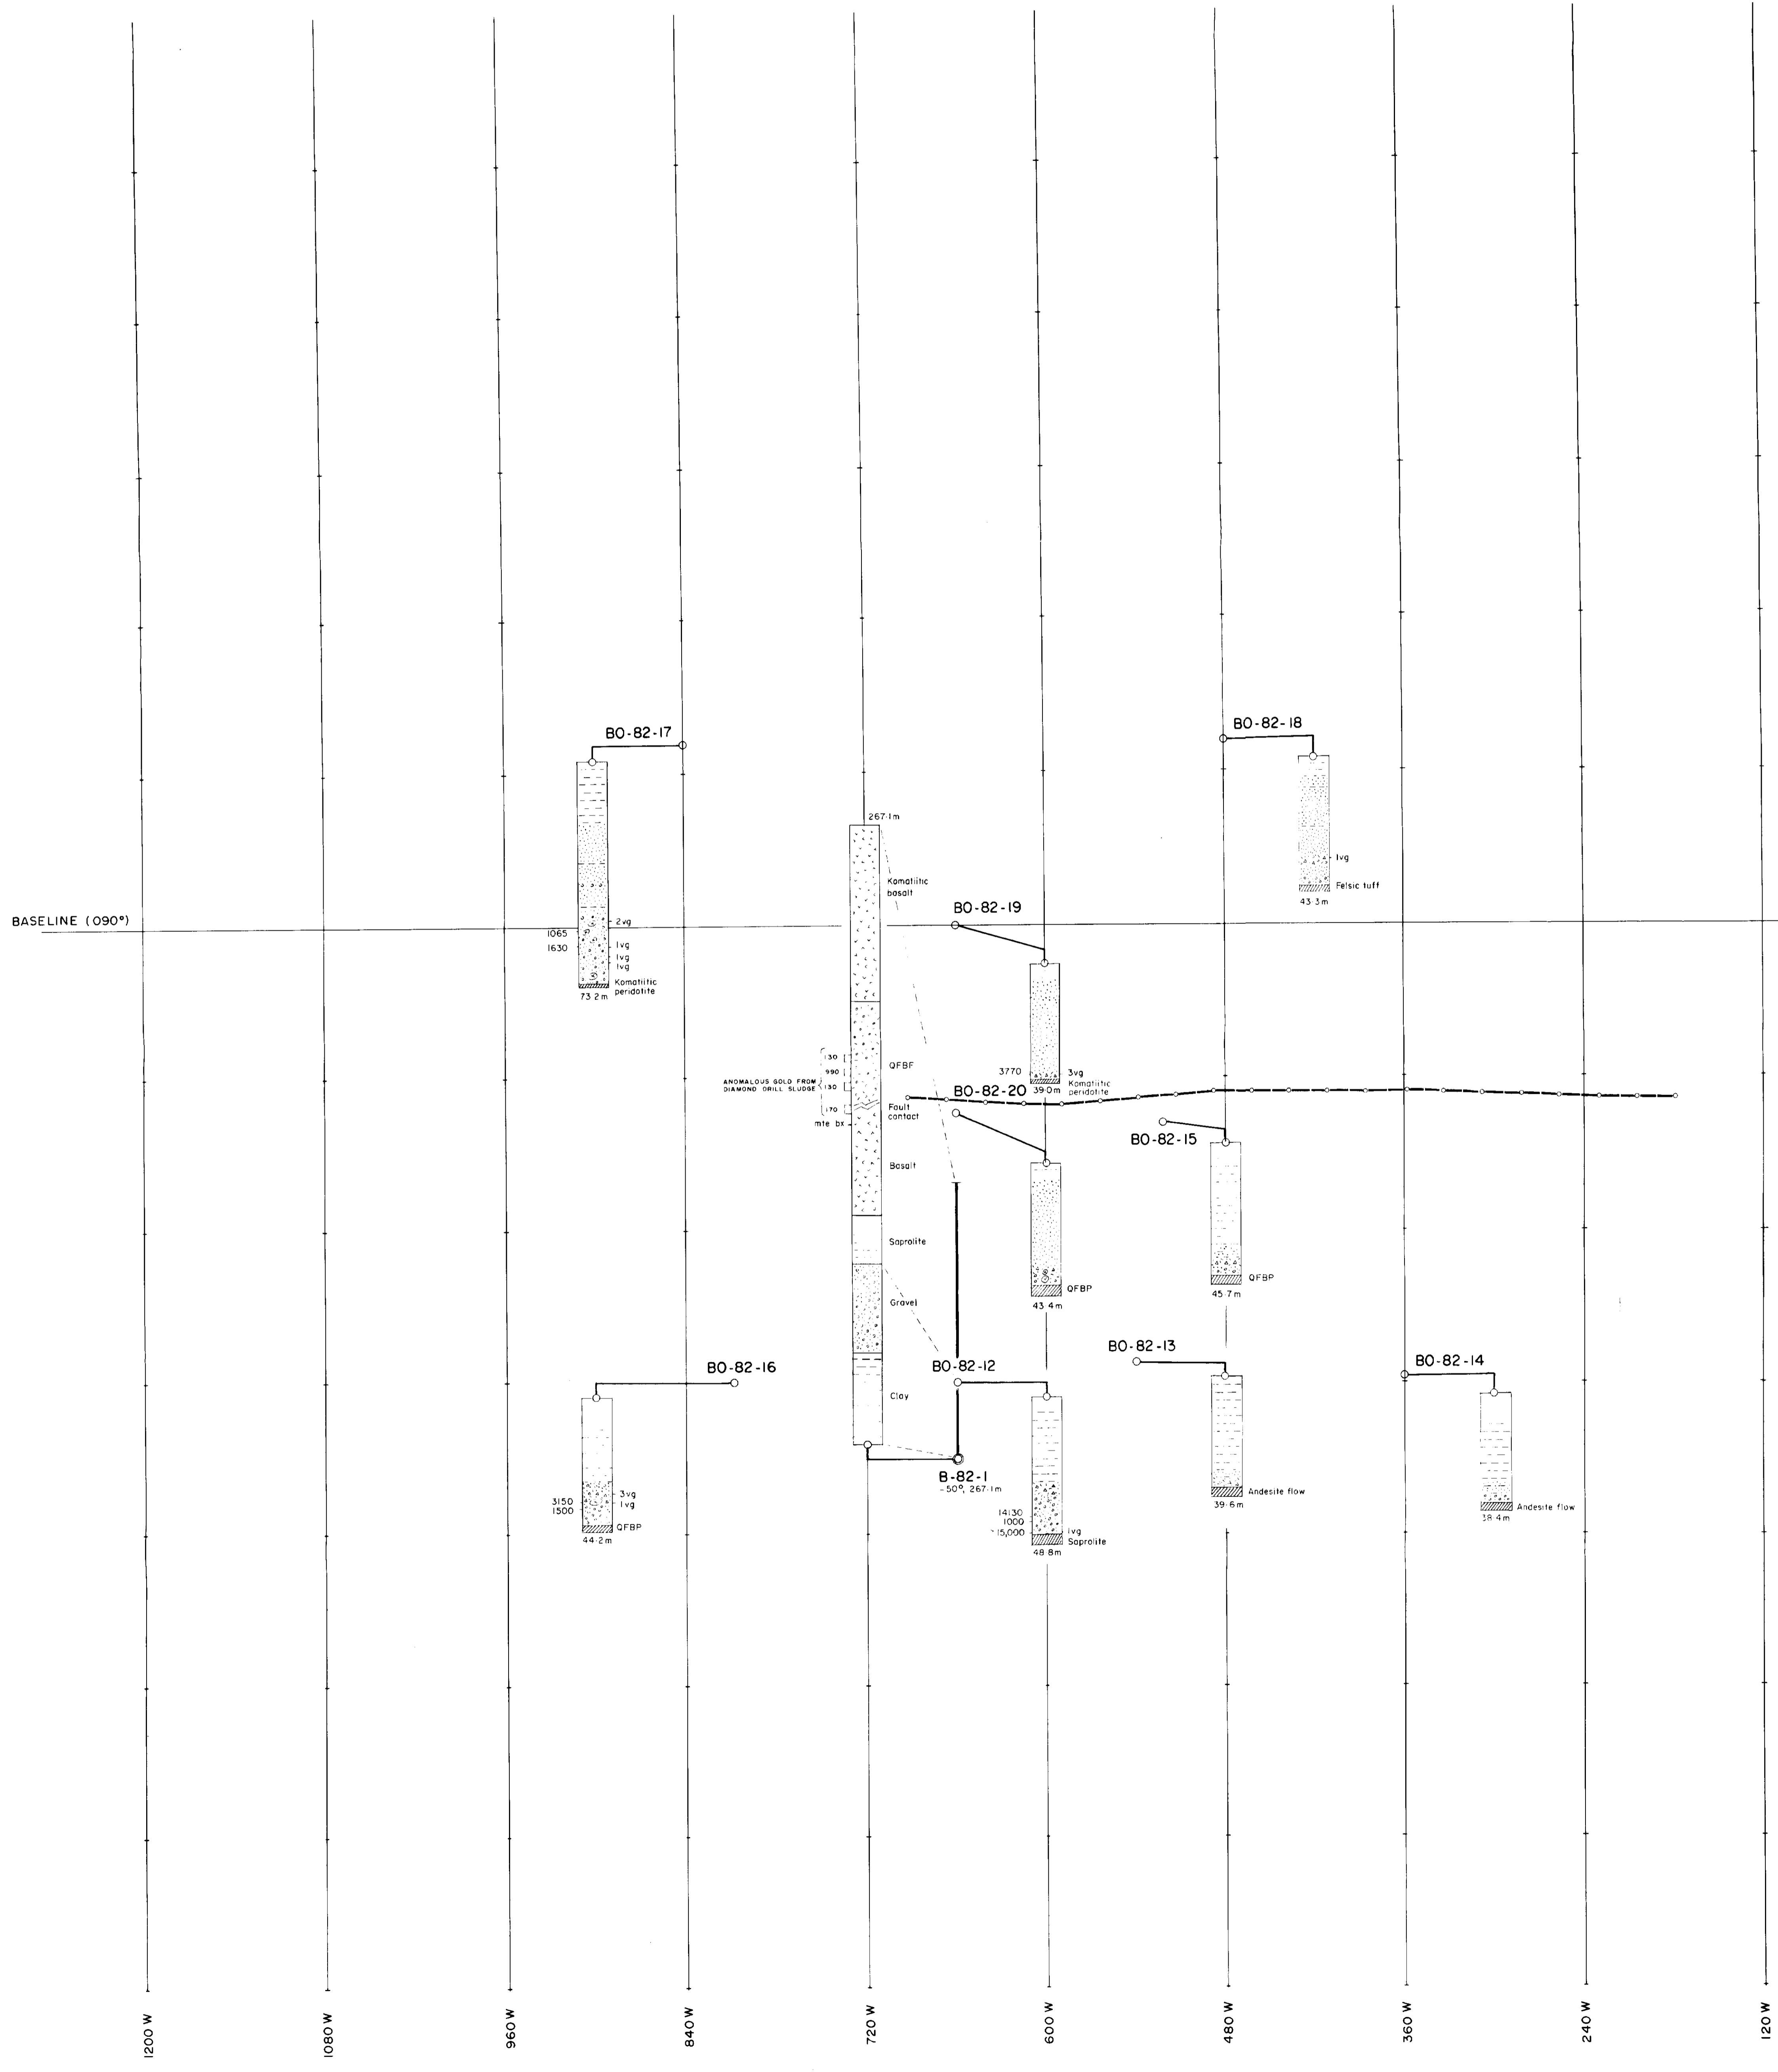 BO-82-17
BO-82-18
267·1m
1vg
Felsic tuff
43·3m
Komatiitic
basalt
BO-82-19
BASELINE (090°)
2vg
1065
1630
1vg
1vg
1vg
Komatiitic
peridotite
73·2m
130
990
130
170
QFBF
ANOMALOUS GOLD FROM
DIAMOND DRILL SLUDGE
3770
3vg
Komatiitic
peridotite
39·0m
BO-82-20
Fault
contact
mte bx
BO-82-15
Basalt
Saprolite
QFBP
43·4m
QFBP
45·7m
Gravel
BO-82-13
BO-82-14
BO-82-16
BO-82-12
Clay
B-82-1
-50°, 267·1m
3vg
1vg
3150
1500
QFBP
44·2m
14130
1000
>15,000
1vg
Saprolite
48·8m
Andesite flow
39·6m
Andesite flow
38·4m
1200 W
1080 W
960 W
840 W
720 W
600 W
480 W
360 W
240 W
120 W